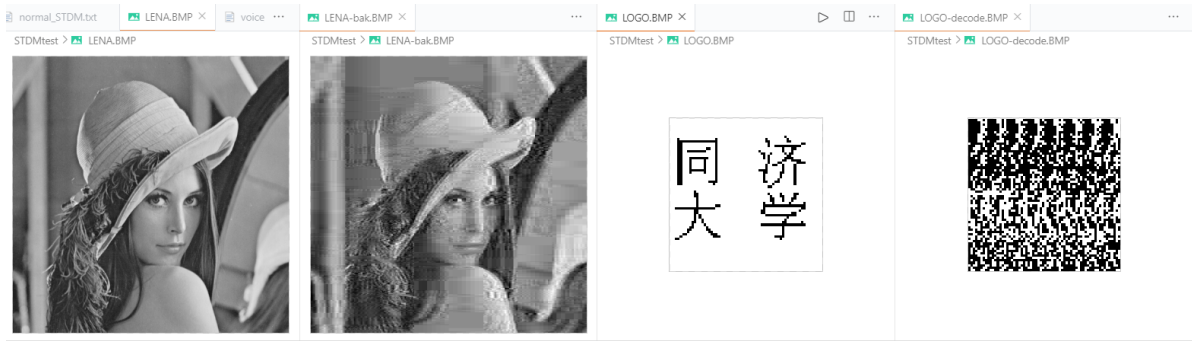 normal_STDM.txt
LENA.BMP
voice
LENA-bak.BMP
LOGO.BMP
LOGO-decode.BMP
STDMtest > LENA.BMP
STDMtest > LENA-bak.BMP
STDMtest > LOGO.BMP
STDMtest > LOGO-decode.BMP
同 济
大 学